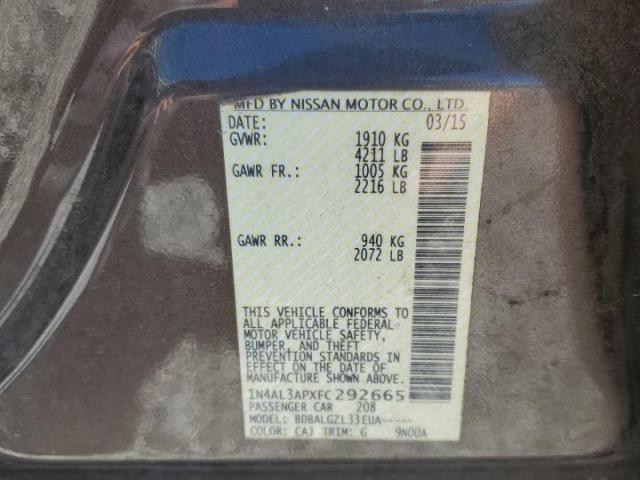 MFD BY NISSAN MOTOR CO., LTD.
DATE: 03/15
GVWR: 1910 KG
4211 LB
GAWR FR.: 1005 KG
2216 LB
GAWR RR.: 940 KG
2072 LB
THIS VEHICLE CONFORMS TO
ALL APPLICABLE FEDERAL
MOTOR VEHICLE SAFETY,
BUMPER, AND THEFT
PREVENTION STANDARDS IN
EFFECT ON THE DATE OF
MANUFACTURE SHOWN ABOVE.
1N4AL3APXFC292665
PASSENGER CAR 208
MODEL: BDBALGZL33EUA-----
COLOR: CAJ TRIM: G 9N00A